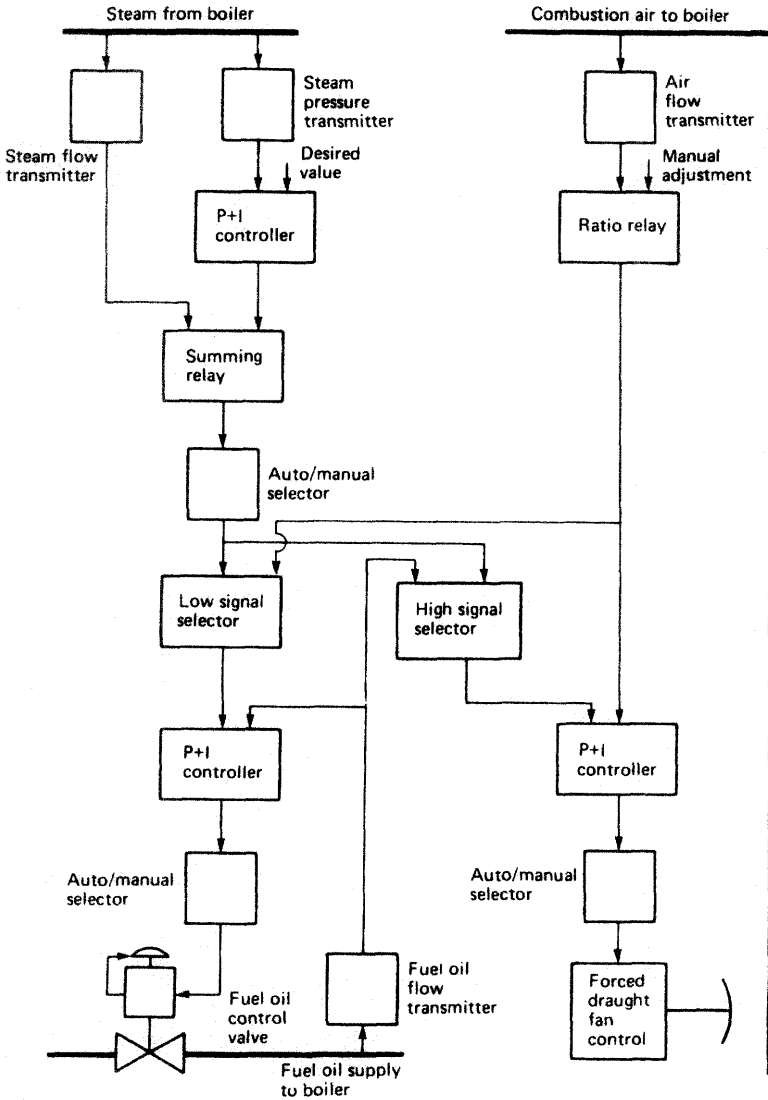 Steam from boiler
Combustion air to boiler
Steam
pressure
transmitter
Air
flow
transmitter
Steam flow
transmitter
Desired
value
Manual
adjustment
P+I
controller
Ratio relay
Summing
relay
Auto/manual
selector
Low signal
selector
High signal
selector
P+I
controller
P+I
controller
Auto/manual
selector
Auto/manual
selector
Fuel oil
control
valve
Fuel oil
flow
transmitter
Forced
draught
fan
control
Fuel oil supply
to boiler